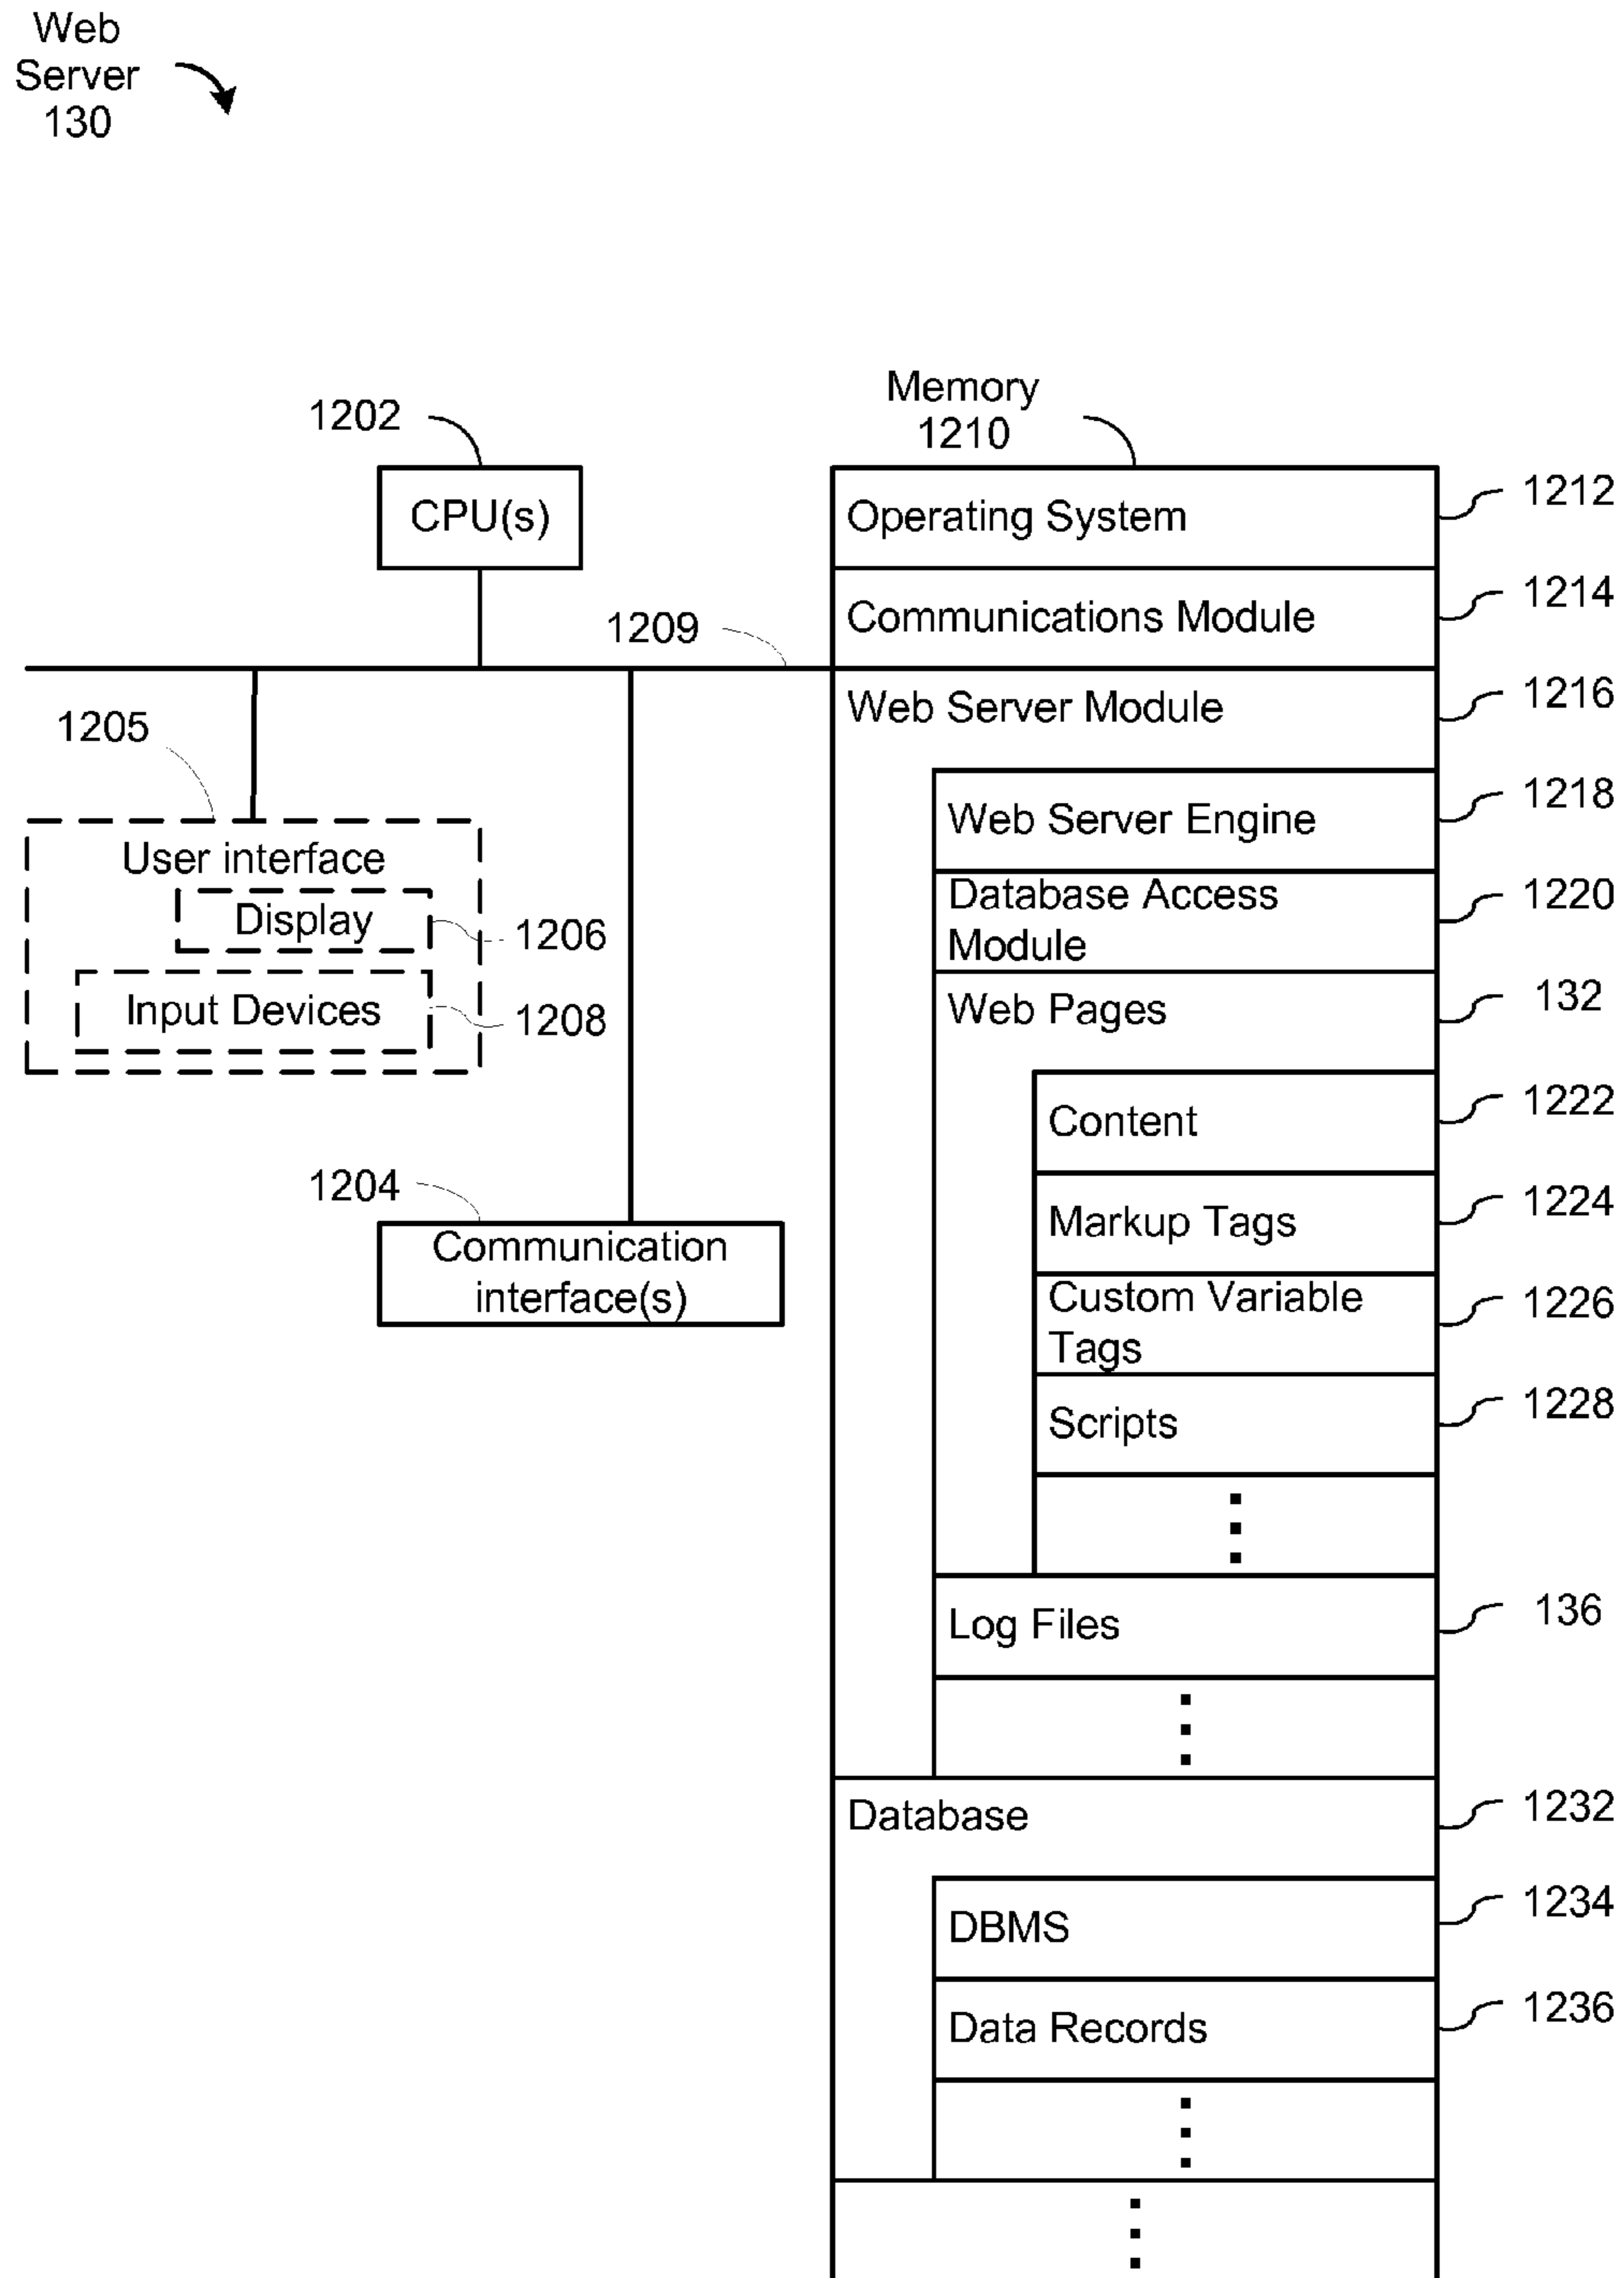 Web
Server
130
Memory
1210
1202
CPU(s)
Operating System
1212
Communications Module
1214
1209
Web Server Module
1216
1205
User interface
Display
1206
Input Devices
1208
Web Server Engine
1218
Database Access
Module
1220
Web Pages
132
Content
1222
1204
Communication
interface(s)
Markup Tags
1224
Custom Variable
Tags
1226
Scripts
1228
Log Files
136
Database
1232
DBMS
1234
Data Records
1236